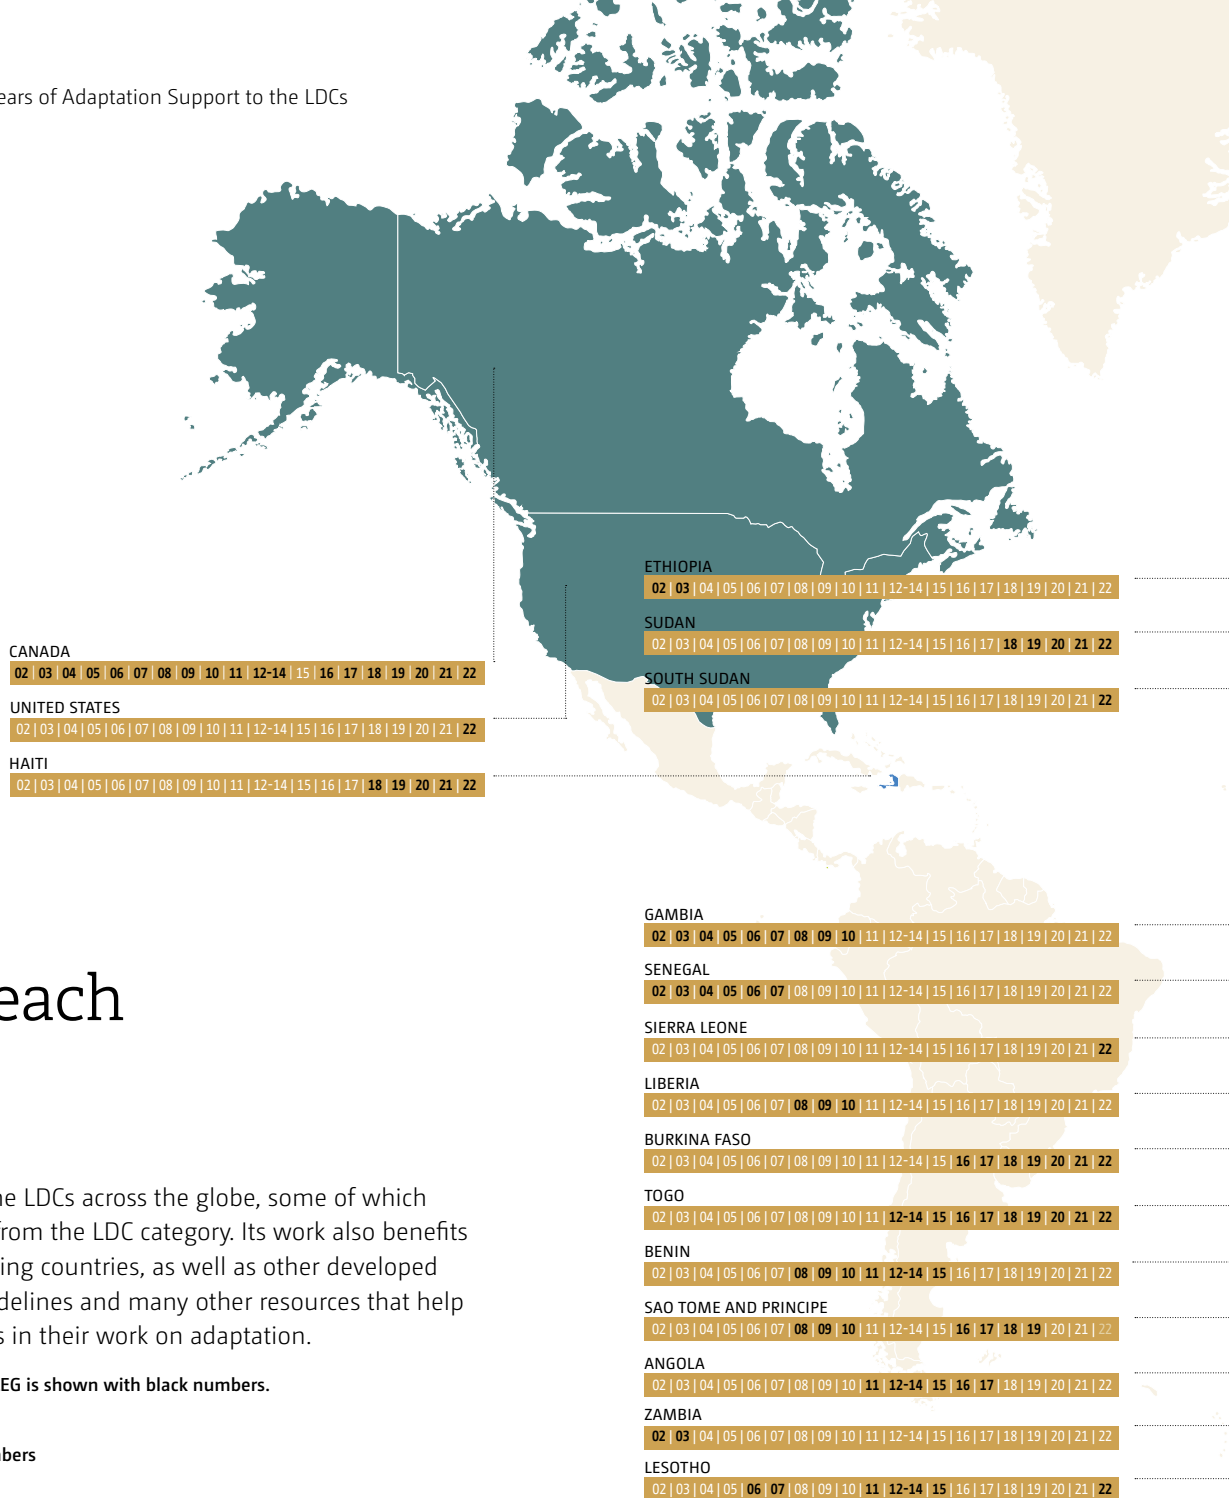 ears of Adaptation Support to the LDCs
ETHIOPIA
02 | 03 | 04 | 05 | 06 | 07 | 08 | 09 | 10 | 11 | 12-14 | 15 | 16 | 17 | 18 | 19 | 20 | 21 | 22
SUDAN
02 | 03 | 04 | 05 | 06 | 07 | 08 | 09 | 10 | 11 | 12-14 | 15 | 16 | 17 | 18 | 19 | 20 | 21 | 22
SOUTH SUDAN
02 | 03 | 04 | 05 | 06 | 07 | 08 | 09 | 10 | 11 | 12-14 | 15 | 16 | 17 | 18 | 19 | 20 | 21 | 22
CANADA
02 | 03 | 04 | 05 | 06 | 07 | 08 | 09 | 10 | 11 | 12-14 | 15 | 16 | 17 | 18 | 19 | 20 | 21 | 22
UNITED STATES
02 | 03 | 04 | 05 | 06 | 07 | 08 | 09 | 10 | 11 | 12-14 | 15 | 16 | 17 | 18 | 19 | 20 | 21 | 22
HAITI
02 | 03 | 04 | 05 | 06 | 07 | 08 | 09 | 10 | 11 | 12-14 | 15 | 16 | 17 | 18 | 19 | 20 | 21 | 22
each
ne LDCs across the globe, some of which
from the LDC category. Its work also benefits
ing countries, as well as other developed
delines and many other resources that help
s in their work on adaptation.
EG is shown with black numbers.
bers
GAMBIA
02 | 03 | 04 | 05 | 06 | 07 | 08 | 09 | 10 | 11 | 12-14 | 15 | 16 | 17 | 18 | 19 | 20 | 21 | 22
SENEGAL
02 | 03 | 04 | 05 | 06 | 07 | 08 | 09 | 10 | 11 | 12-14 | 15 | 16 | 17 | 18 | 19 | 20 | 21 | 22
SIERRA LEONE
02 | 03 | 04 | 05 | 06 | 07 | 08 | 09 | 10 | 11 | 12-14 | 15 | 16 | 17 | 18 | 19 | 20 | 21 | 22
LIBERIA
02 | 03 | 04 | 05 | 06 | 07 | 08 | 09 | 10 | 11 | 12-14 | 15 | 16 | 17 | 18 | 19 | 20 | 21 | 22
BURKINA FASO
02 | 03 | 04 | 05 | 06 | 07 | 08 | 09 | 10 | 11 | 12-14 | 15 | 16 | 17 | 18 | 19 | 20 | 21 | 22
TOGO
02 | 03 | 04 | 05 | 06 | 07 | 08 | 09 | 10 | 11 | 12-14 | 15 | 16 | 17 | 18 | 19 | 20 | 21 | 22
BENIN
02 | 03 | 04 | 05 | 06 | 07 | 08 | 09 | 10 | 11 | 12-14 | 15 | 16 | 17 | 18 | 19 | 20 | 21 | 22
SAO TOME AND PRINCIPE
02 | 03 | 04 | 05 | 06 | 07 | 08 | 09 | 10 | 11 | 12-14 | 15 | 16 | 17 | 18 | 19 | 20 | 21 | 22
ANGOLA
02 | 03 | 04 | 05 | 06 | 07 | 08 | 09 | 10 | 11 | 12-14 | 15 | 16 | 17 | 18 | 19 | 20 | 21 | 22
ZAMBIA
02 | 03 | 04 | 05 | 06 | 07 | 08 | 09 | 10 | 11 | 12-14 | 15 | 16 | 17 | 18 | 19 | 20 | 21 | 22
LESOTHO
02 | 03 | 04 | 05 | 06 | 07 | 08 | 09 | 10 | 11 | 12-14 | 15 | 16 | 17 | 18 | 19 | 20 | 21 | 22